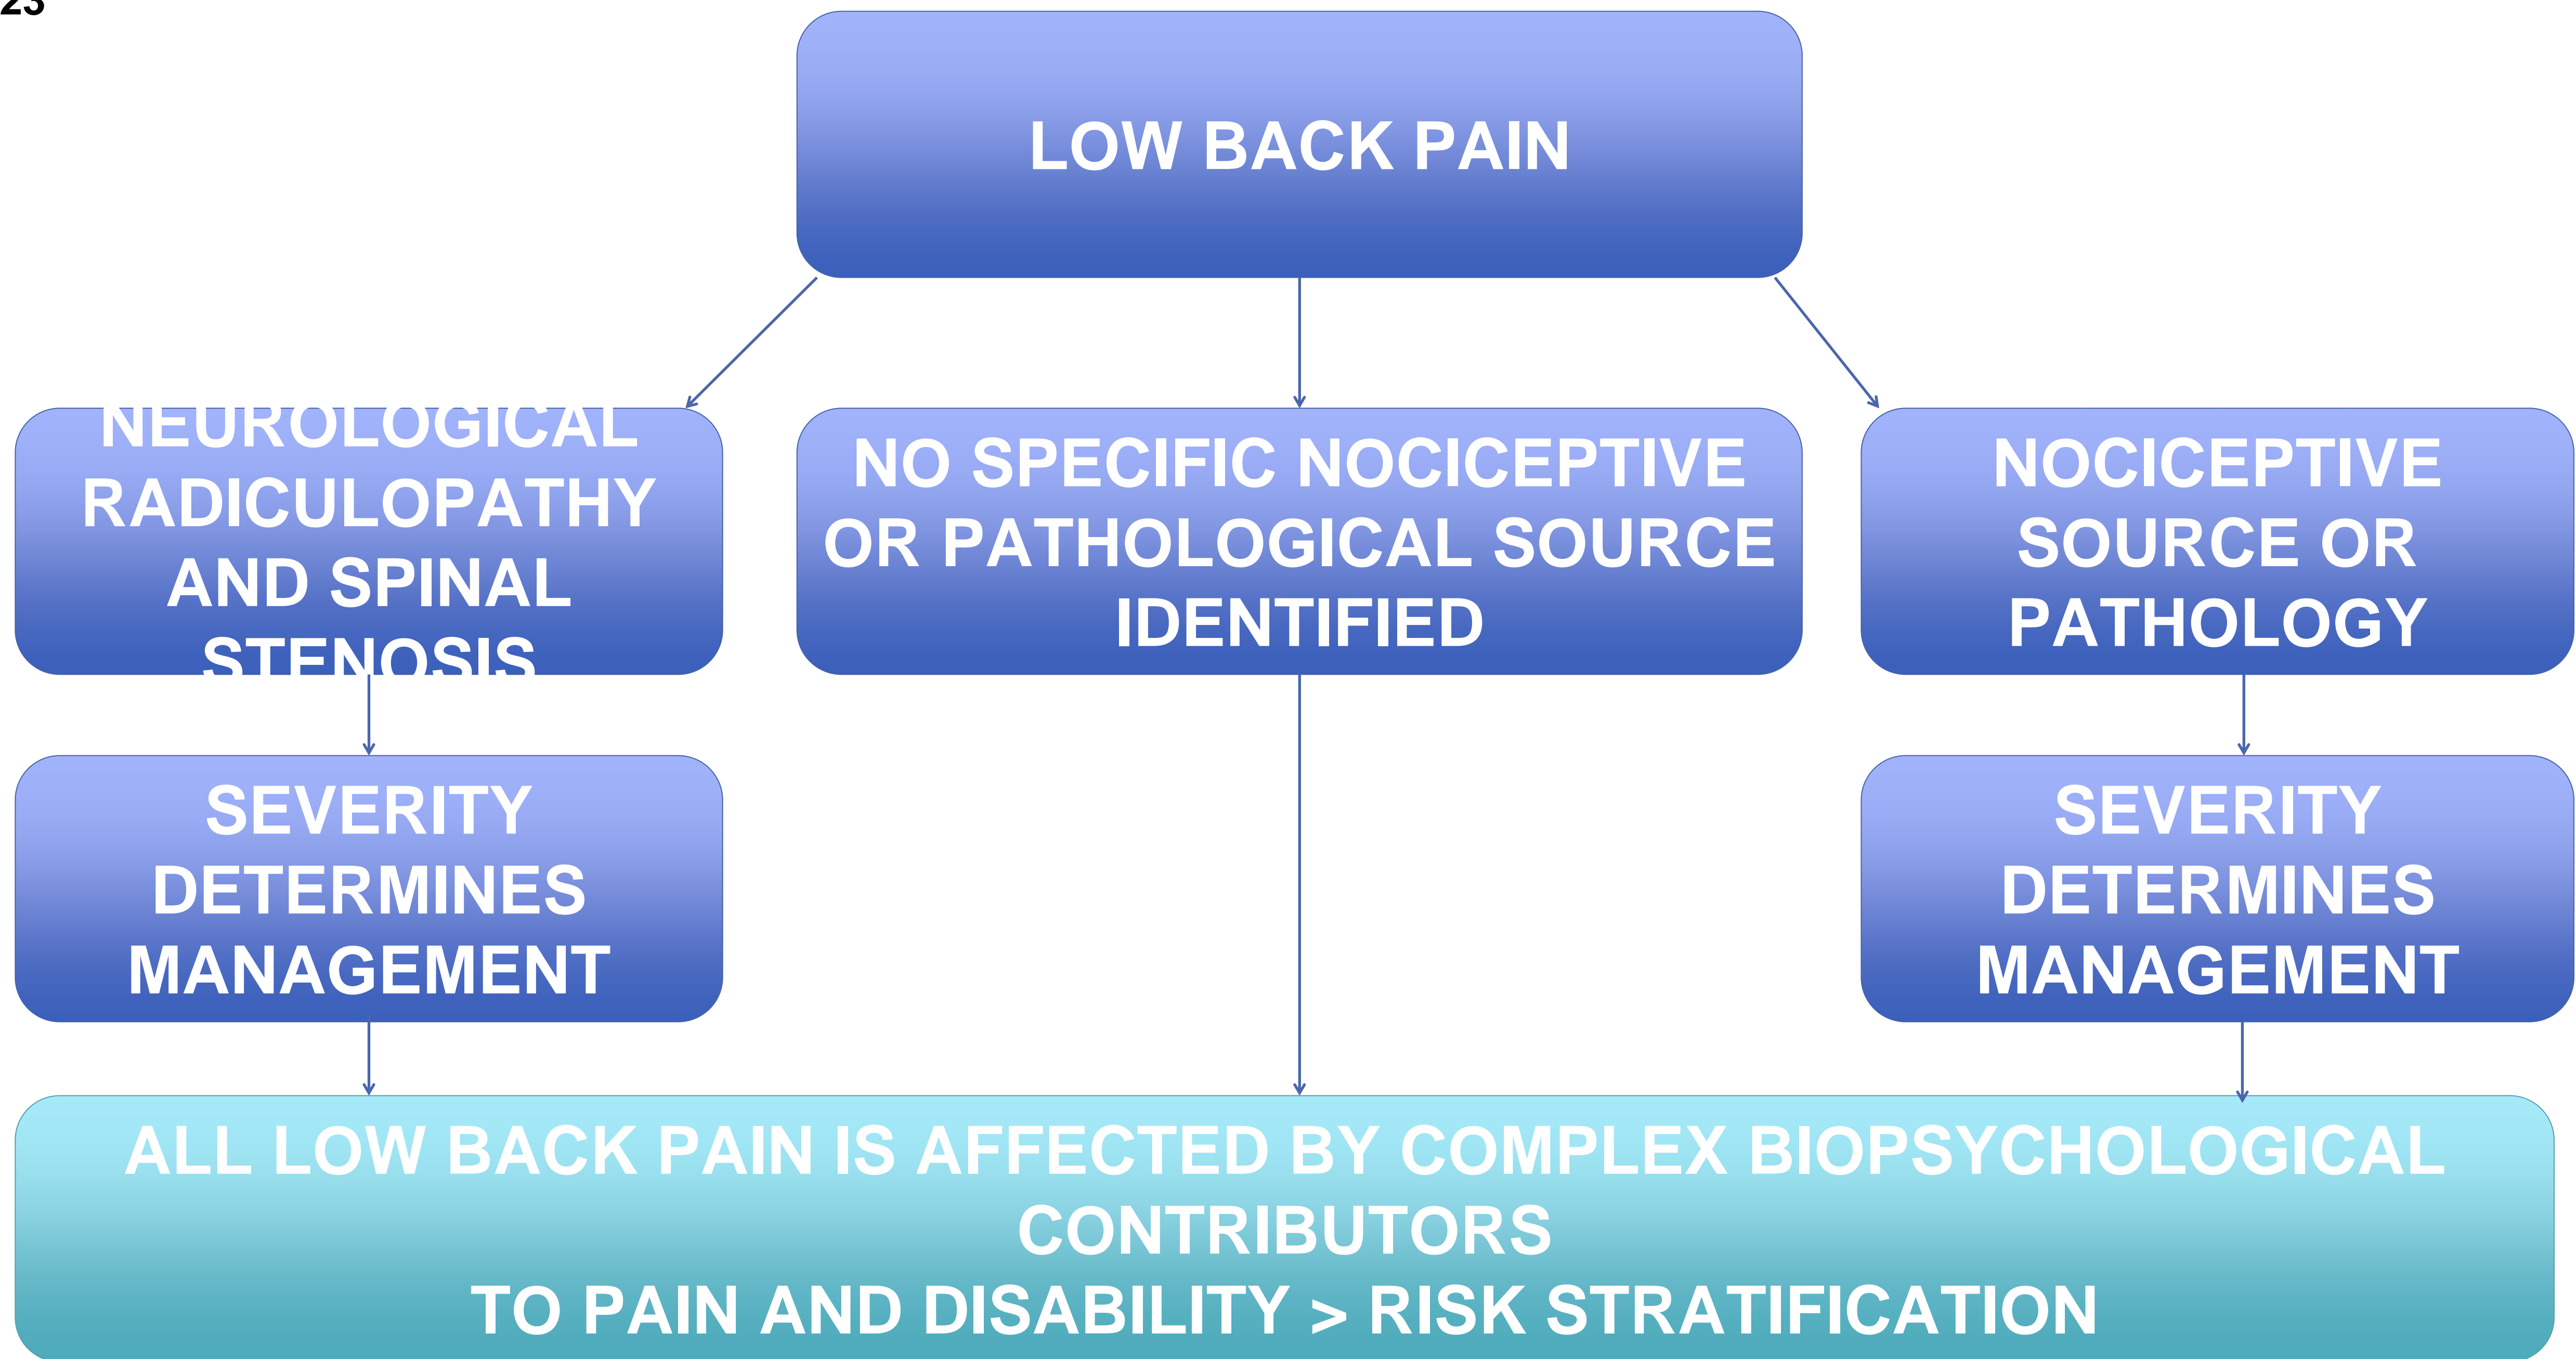 23
LOW BACK PAIN
NEUROLOGICAL
RADICULOPATHY
AND SPINAL
STENOSIS
NO SPECIFIC NOCICEPTIVE
OR PATHOLOGICAL SOURCE
IDENTIFIED
NOCICEPTIVE
SOURCE OR
PATHOLOGY
SEVERITY
DETERMINES
MANAGEMENT
SEVERITY
DETERMINES
MANAGEMENT
ALL LOW BACK PAIN IS AFFECTED BY COMPLEX BIOPSYCHOLOGICAL
CONTRIBUTORS
TO PAIN AND DISABILITY > RISK STRATIFICATION